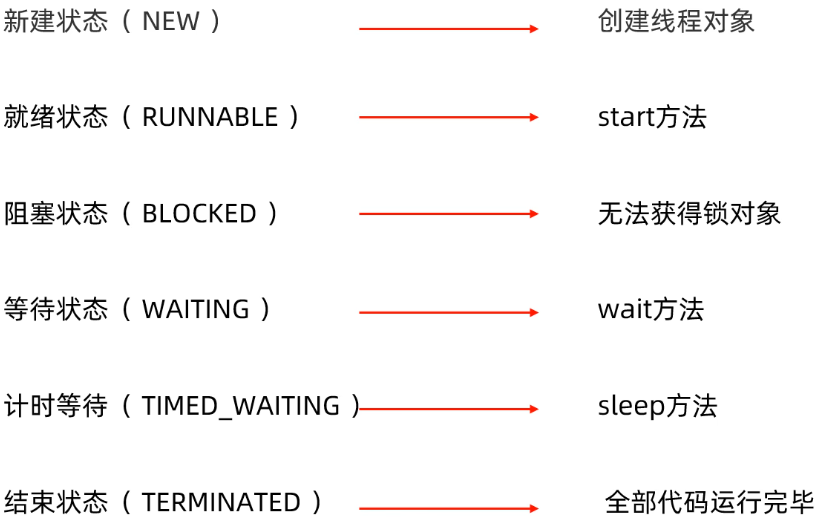 新建状态（ NEW ） 创建线程对象
就绪状态（ RUNNABLE ） start方法
阻塞状态（ BLOCKED ） 无法获得锁对象
等待状态（ WAITING ） wait方法
计时等待（ TIMED_WAITING ） sleep方法
结束状态（ TERMINATED ） 全部代码运行完毕